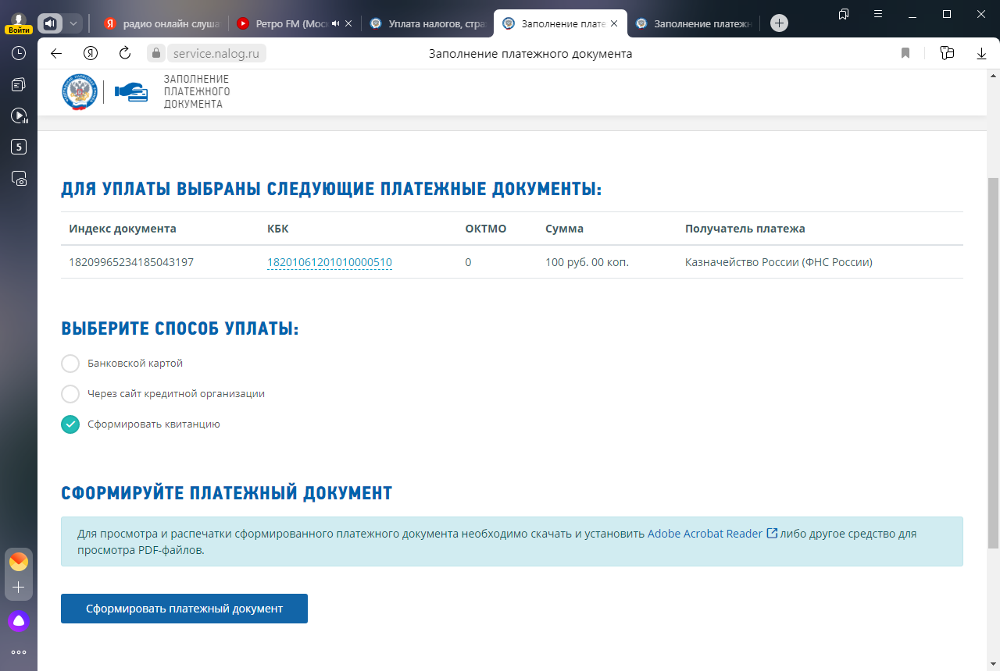 Войти
радио онлайн слуша
Ретро FM (Мос
Уплата налогов, стра
Заполнение плате
Заполнение платежн
service.nalog.ru
Заполнение платежного документа
5
ЗАПОЛНЕНИЕ
ПЛАТЕЖНОГО
ДОКУМЕНТА
ДЛЯ УПЛАТЫ ВЫБРАНЫ СЛЕДУЮЩИЕ ПЛАТЕЖНЫЕ ДОКУМЕНТЫ:
Индекс документа КБК ОКТМО Сумма Получатель платежа
18209965234185043197 18201061201010000510 0 100 руб. 00 коп. Казначейство России (ФНС России)
ВЫБЕРИТЕ СПОСОБ УПЛАТЫ:
Банковской картой
Через сайт кредитной организации
Сформировать квитанцию
СФОРМИРУЙТЕ ПЛАТЕЖНЫЙ ДОКУМЕНТ
Для просмотра и распечатки сформированного платежного документа необходимо скачать и установить Adobe Acrobat Reader либо другое средство для
просмотра PDF-файлов.
Сформировать платежный документ